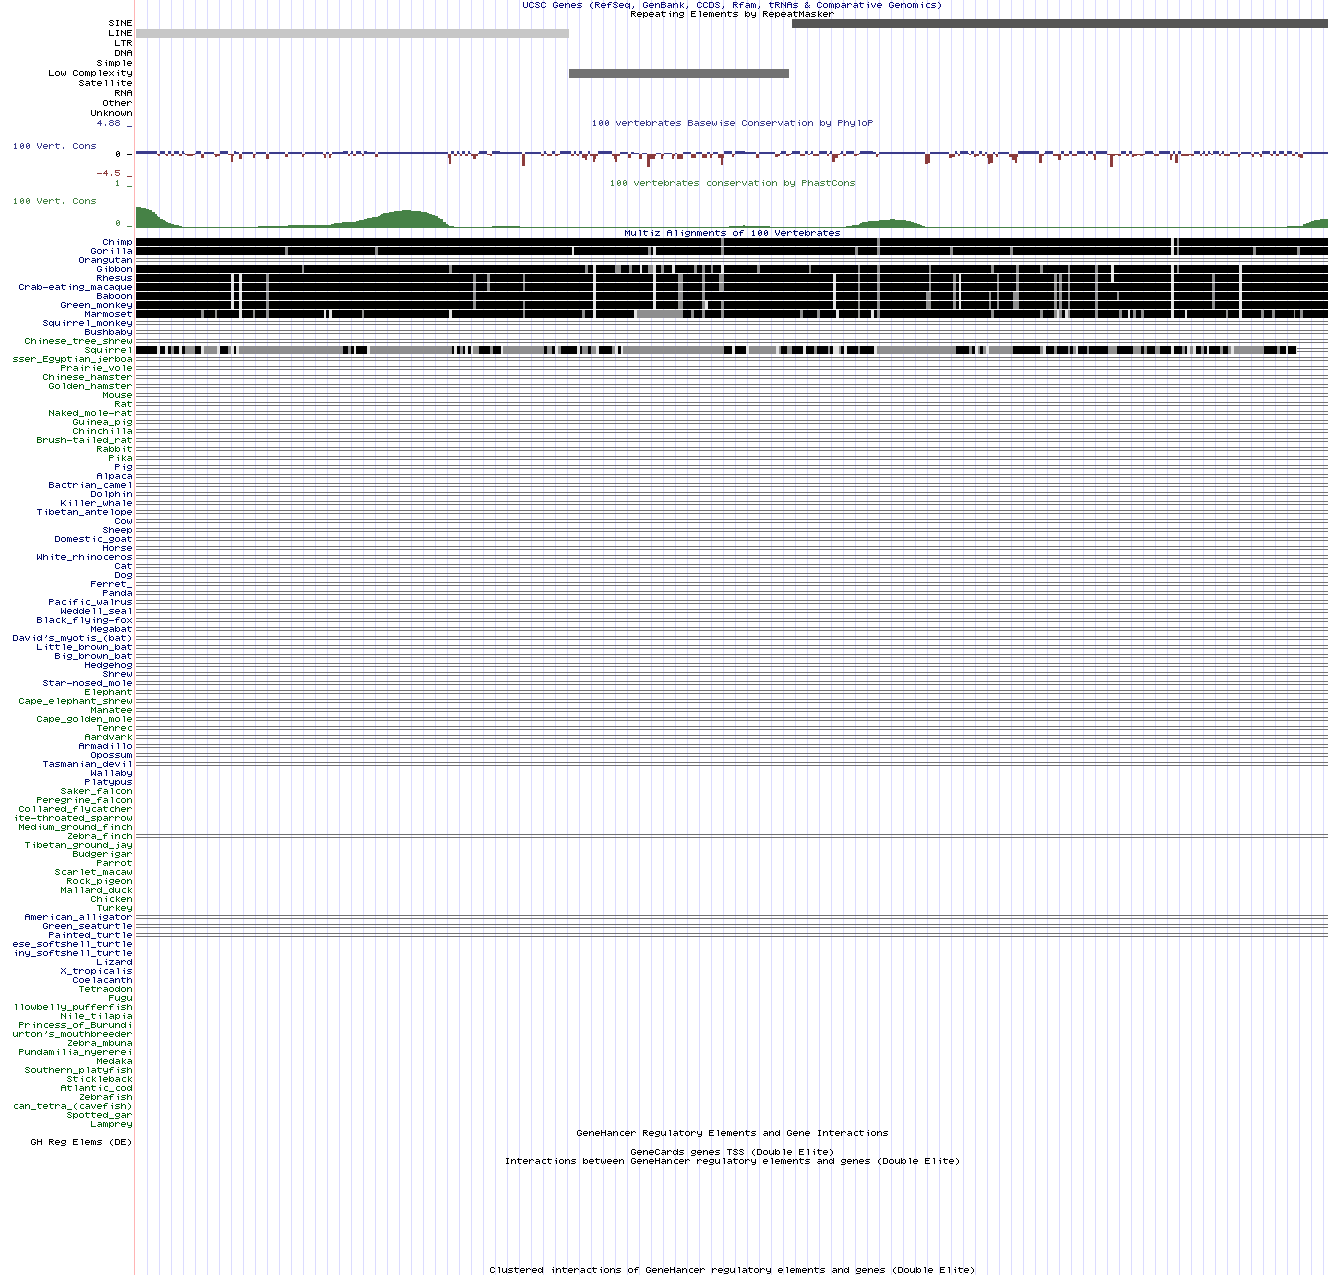 UCSC Genes (RefSeq, GenBank, CCDS, Rfam, tRNAs & Comparative Genomics)
Repeating Elements by RepeatMasker
SINE
LINE
LTR
DNA
Simple
Low Complexity
Satellite
RNA
Other
Unknown
4.88 _
100 vertebrates Basewise Conservation by PhyloP
100 Vert. Cons
0 _
-4.5 _
1 _
100 vertebrates conservation by PhastCons
100 Vert. Cons
0 _
Multiz Alignments of 100 Vertebrates
Chimp
Gorilla
Orangutan
Gibbon
Rhesus
Crab-eating_macaque
Baboon
Green_monkey
Marmoset
Squirrel_monkey
Bushbaby
Chinese_tree_shrew
Squirrel
sser_Egyptian_jerboa
Prairie_vole
Chinese_hamster
Golden_hamster
Mouse
Rat
Naked_mole-rat
Guinea_pig
Chinchilla
Brush-tailed_rat
Rabbit
Pika
Pig
Alpaca
Bactrian_camel
Dolphin
Killer_whale
Tibetan_antelope
Cow
Sheep
Domestic_goat
Horse
White_rhinoceros
Cat
Dog
Ferret_
Panda
Pacific_walrus
Weddell_seal
Black_flying-fox
Megabat
David's_myotis_(bat)
Little_brown_bat
Big_brown_bat
Hedgehog
Shrew
Star-nosed_mole
Elephant
Cape_elephant_shrew
Manatee
Cape_golden_mole
Tenrec
Aardvark
Armadillo
Opossum
Tasmanian_devil
Wallaby
Platypus
Saker_falcon
Peregrine_falcon
Collared_flycatcher
ite-throated_sparrow
Medium_ground_finch
Zebra_finch
Tibetan_ground_jay
Budgerigar
Parrot
Scarlet_macaw
Rock_pigeon
Mallard_duck
Chicken
Turkey
American_alligator
Green_seaturtle
Painted_turtle
ese_softshell_turtle
iny_softshell_turtle
Lizard
X_tropicalis
Coelacanth
Tetraodon
Fugu
llowbelly_pufferfish
Nile_tilapia
Princess_of_Burundi
urton's_mouthbreeder
Zebra_mbuna
Pundamilia_nyererei
Medaka
Southern_platyfish
Stickleback
Atlantic_cod
Zebrafish
can_tetra_(cavefish)
Spotted_gar
Lamprey
GeneHancer Regulatory Elements and Gene Interactions
GH Reg Elems (DE)
GeneCards genes TSS (Double Elite)
Interactions between GeneHancer regulatory elements and genes (Double Elite)
Clustered interactions of GeneHancer regulatory elements and genes (Double Elite)